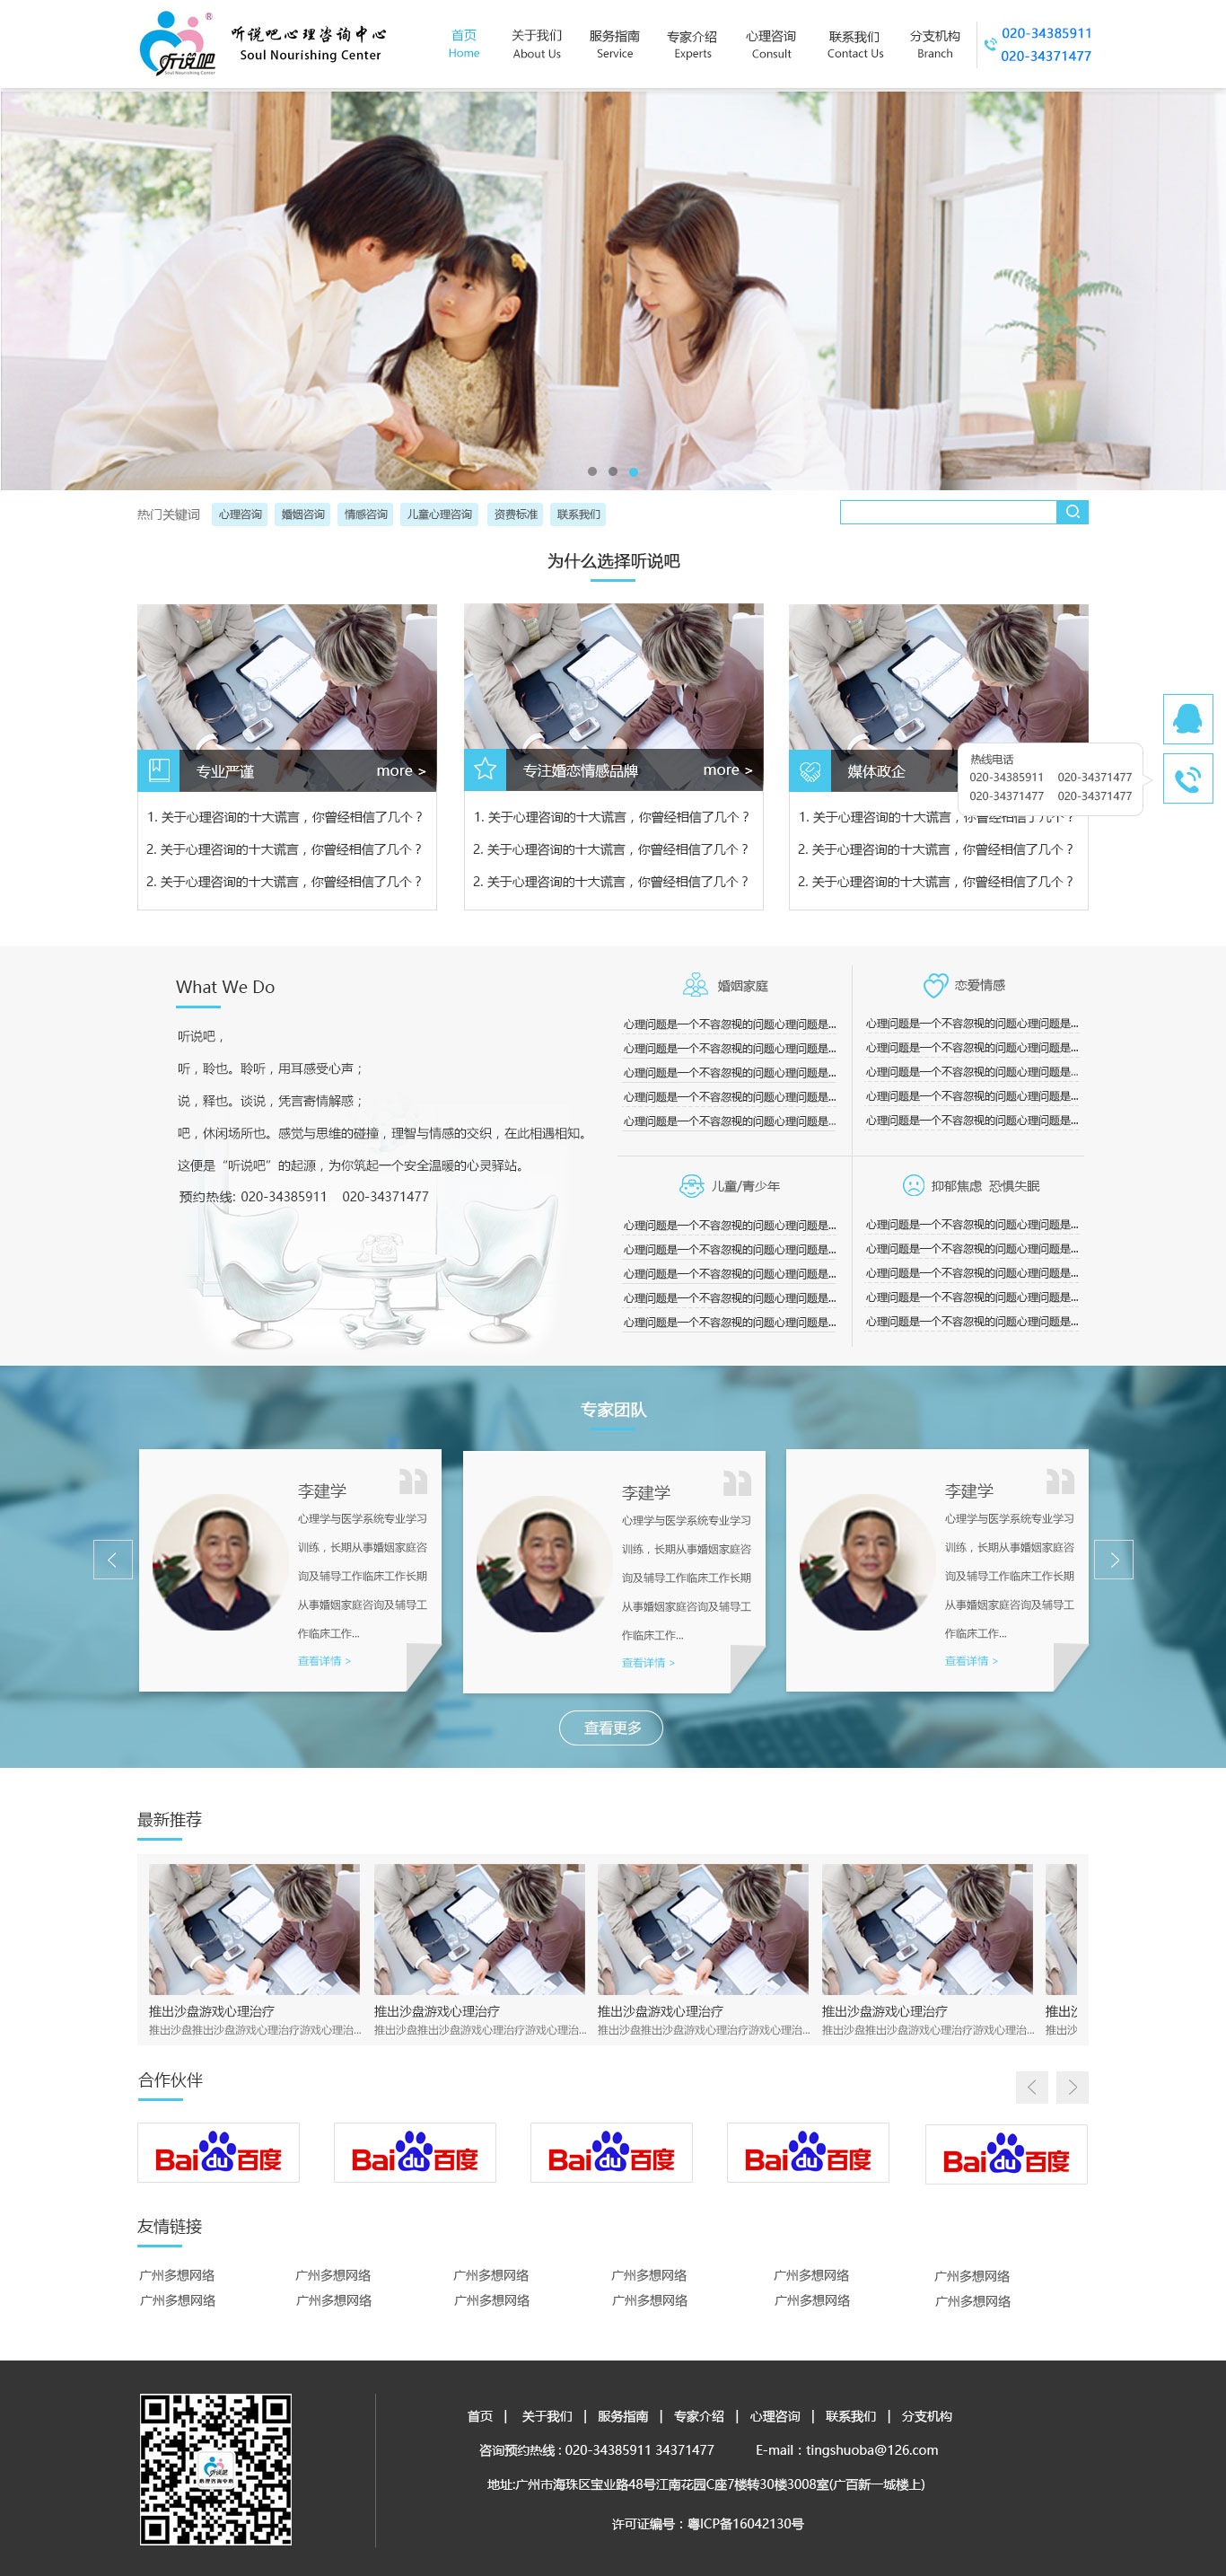 听说吧
Soul Nourishing Center
®
听说吧心理咨询中心
Soul Nourishing Center
首页 关于我们 服务指南 专家介绍 心理咨询 联系我们 分支机构
Home About Us Service Experts Consult Contact Us Branch
020-34385911
020-34371477
热门关键词 心理咨询 婚姻咨询 情感咨询 儿童心理咨询 资费标准 联系我们
为什么选择听说吧
专业严谨 more >
专注婚恋情感品牌 more >
媒体政企
热线电话
020-34385911 020-34371477
020-34371477 020-34371477
1. 关于心理咨询的十大谎言，你曾经相信了几个？
2. 关于心理咨询的十大谎言，你曾经相信了几个？
2. 关于心理咨询的十大谎言，你曾经相信了几个？
1. 关于心理咨询的十大谎言，你曾经相信了几个？
2. 关于心理咨询的十大谎言，你曾经相信了几个？
2. 关于心理咨询的十大谎言，你曾经相信了几个？
1. 关于心理咨询的十大谎言，你曾经相信了几个？
2. 关于心理咨询的十大谎言，你曾经相信了几个？
2. 关于心理咨询的十大谎言，你曾经相信了几个？
What We Do
听说吧，
听，聆也。聆听，用耳感受心声；
说，释也。谈说，凭言寄情解惑；
吧，休闲场所也。感觉与思维的碰撞，理智与情感的交织，在此相遇相知。
这便是“听说吧”的起源，为你筑起一个安全温暖的心灵驿站。
预约热线: 020-34385911 020-34371477
婚姻家庭
心理问题是一个不容忽视的问题心理问题是...
心理问题是一个不容忽视的问题心理问题是...
心理问题是一个不容忽视的问题心理问题是...
心理问题是一个不容忽视的问题心理问题是...
心理问题是一个不容忽视的问题心理问题是...
恋爱情感
心理问题是一个不容忽视的问题心理问题是...
心理问题是一个不容忽视的问题心理问题是...
心理问题是一个不容忽视的问题心理问题是...
心理问题是一个不容忽视的问题心理问题是...
心理问题是一个不容忽视的问题心理问题是...
儿童/青少年
心理问题是一个不容忽视的问题心理问题是...
心理问题是一个不容忽视的问题心理问题是...
心理问题是一个不容忽视的问题心理问题是...
心理问题是一个不容忽视的问题心理问题是...
心理问题是一个不容忽视的问题心理问题是...
抑郁焦虑 恐惧失眠
心理问题是一个不容忽视的问题心理问题是...
心理问题是一个不容忽视的问题心理问题是...
心理问题是一个不容忽视的问题心理问题是...
心理问题是一个不容忽视的问题心理问题是...
心理问题是一个不容忽视的问题心理问题是...
专家团队
李建学
心理学与医学系统专业学习
训练，长期从事婚姻家庭咨
询及辅导工作临床工作长期
从事婚姻家庭咨询及辅导工
作临床工作...
查看详情 >
李建学
心理学与医学系统专业学习
训练，长期从事婚姻家庭咨
询及辅导工作临床工作长期
从事婚姻家庭咨询及辅导工
作临床工作...
查看详情 >
李建学
心理学与医学系统专业学习
训练，长期从事婚姻家庭咨
询及辅导工作临床工作长期
从事婚姻家庭咨询及辅导工
作临床工作...
查看详情 >
查看更多
最新推荐
推出沙盘游戏心理治疗
推出沙盘推出沙盘游戏心理治疗游戏心理治...
推出沙盘游戏心理治疗
推出沙盘推出沙盘游戏心理治疗游戏心理治...
推出沙盘游戏心理治疗
推出沙盘推出沙盘游戏心理治疗游戏心理治...
推出沙盘游戏心理治疗
推出沙盘推出沙盘游戏心理治疗游戏心理治...
推出沙
推出沙
合作伙伴
Bai du 百度 Bai du 百度 Bai du 百度 Bai du 百度 Bai du 百度
友情链接
广州多想网络 广州多想网络 广州多想网络 广州多想网络 广州多想网络 广州多想网络
广州多想网络 广州多想网络 广州多想网络 广州多想网络 广州多想网络 广州多想网络
听说吧
心理咨询中心
首页 | 关于我们 | 服务指南 | 专家介绍 | 心理咨询 | 联系我们 | 分支机构
咨询预约热线 : 020-34385911 34371477 E-mail：tingshuoba@126.com
地址:广州市海珠区宝业路48号江南花园C座7楼转30楼3008室(广百新一城楼上)
许可证编号：粤ICP备16042130号